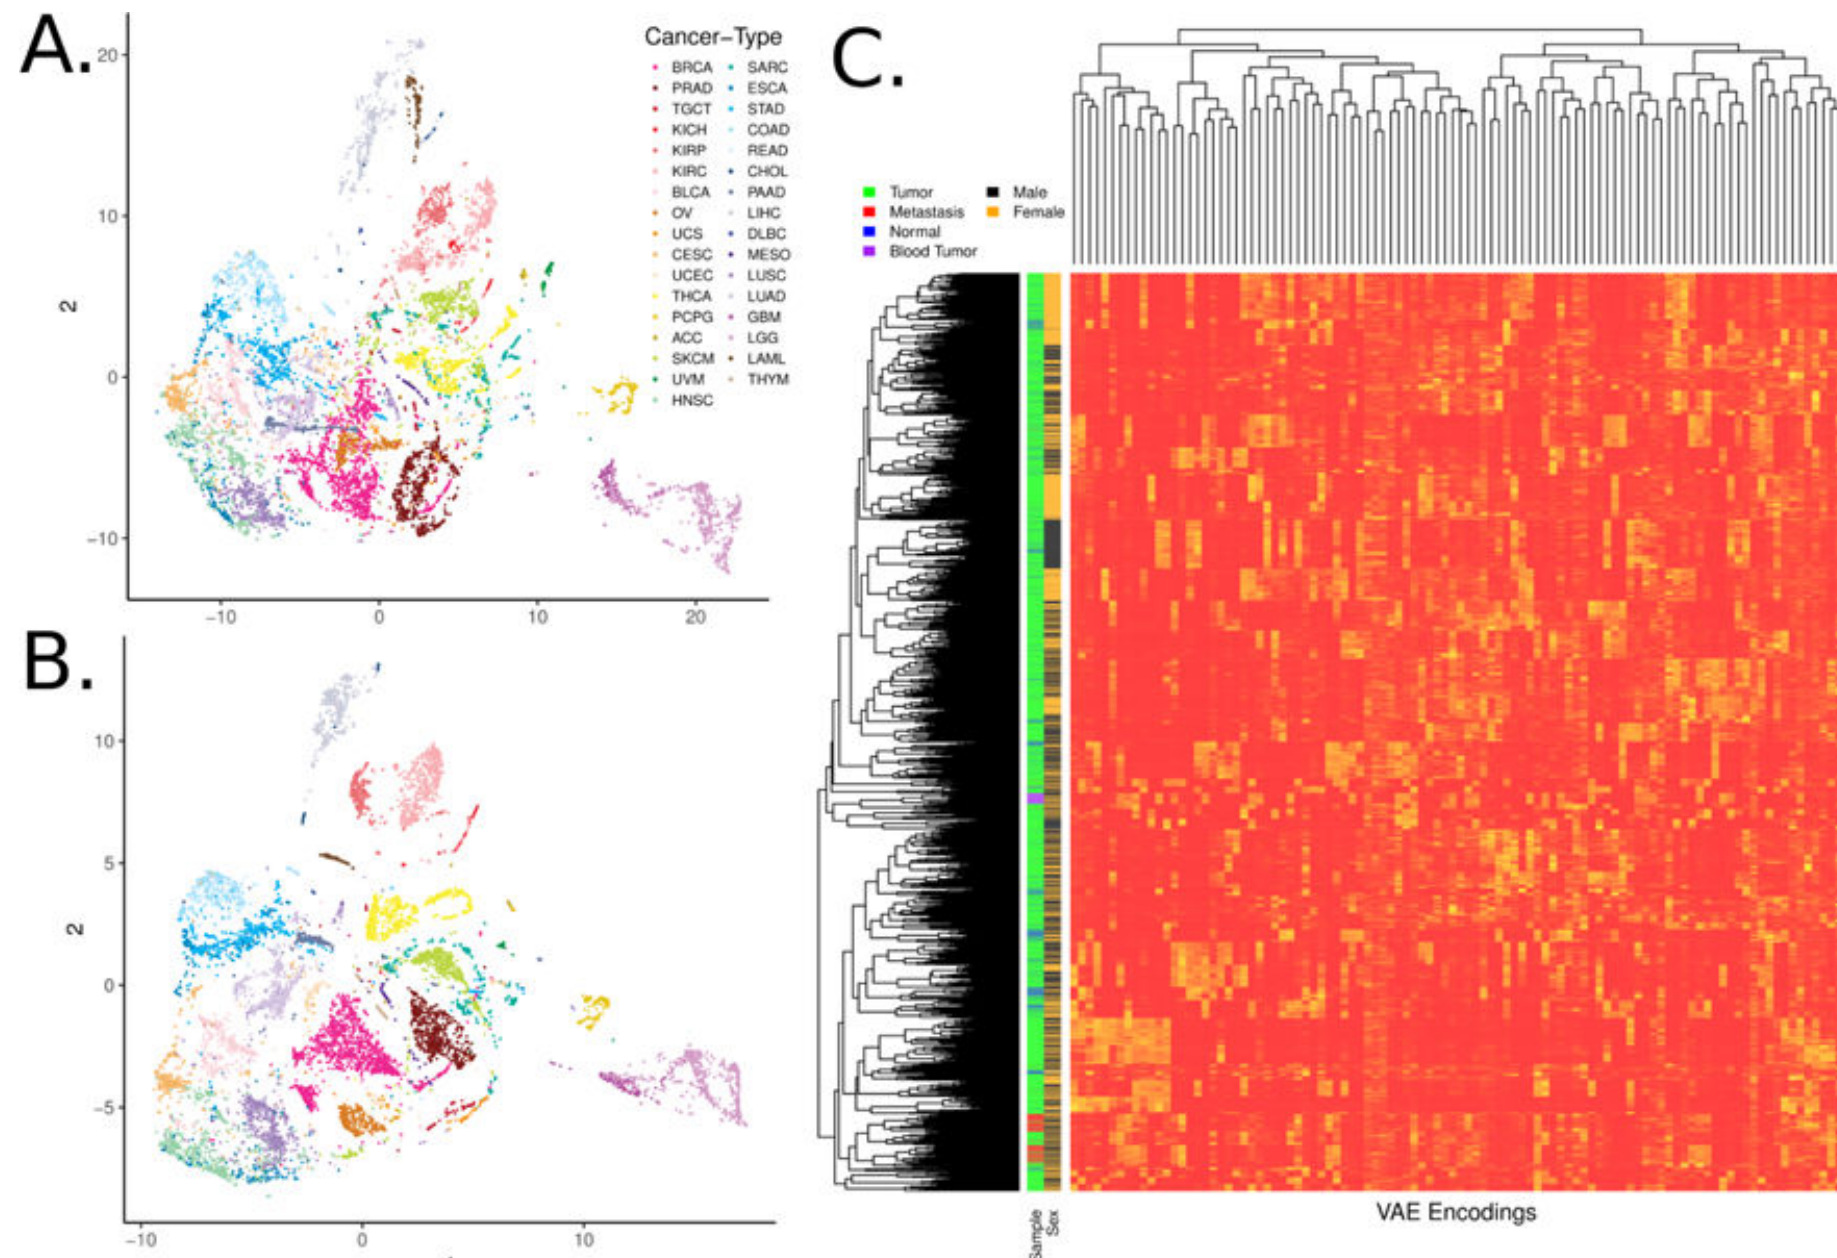 A.
20
10
0
−10
2
−10
0
10
20
Cancer−Type
BRCA SARC
PRAD ESCA
TGCT STAD
KICH COAD
KIRP READ
KIRC CHOL
BLCA PAAD
OV LIHC
UCS DLBC
CESC MESO
UCEC LUSC
THCA LUAD
PCPG GBM
ACC LGG
SKCM LAML
UVM THYM
HNSC
B.
10
5
0
−5
2
−10
0
10
C.
Tumor Male
Metastasis Female
Normal
Blood Tumor
Sample
Sex
VAE Encodings